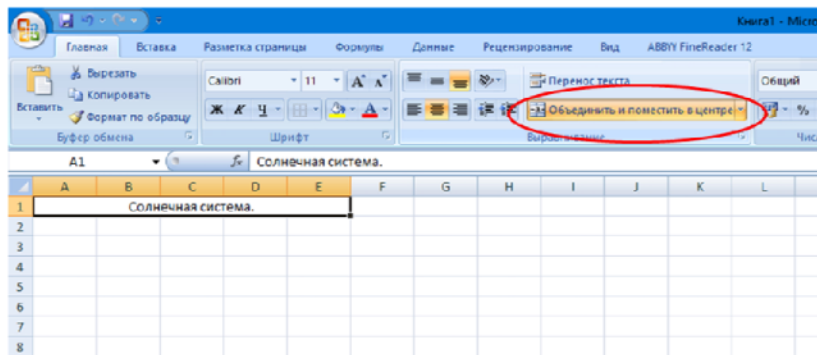 Книга1 - Micro
Главная Вставка Разметка страницы Формулы Данные Рецензирование Вид ABBYY FineReader 12
Вставить
Вырезать
Копировать
Формат по образцу
Буфер обмена
Calibri 11 A A
Ж К Ч A
Шрифт
Перенос текста
Объединить и поместить в центре
Выравнивание
Общий
%
Чис
A1 fx Солнечная система.
A B C D E F G H I J K L
1 Солнечная система.
2
3
4
5
6
7
8